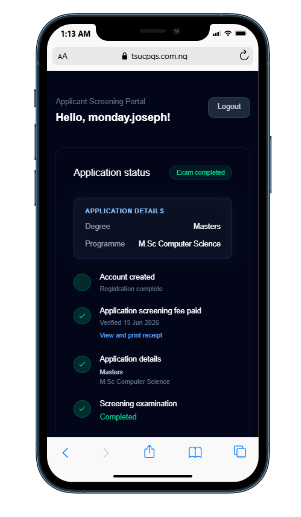 1:13 AM
AA tsucpgs.com.ng
Applicant Screening Portal
Hello, monday.joseph!
Logout
Application status
Exam completed
APPLICATION DETAILS
Degree Masters
Programme M.Sc Computer Science
Account created
Registration complete
Application screening fee paid
Verified 15 Jun 2026
View and print receipt
Application details
Masters
M.Sc Computer Science
Screening examination
Completed